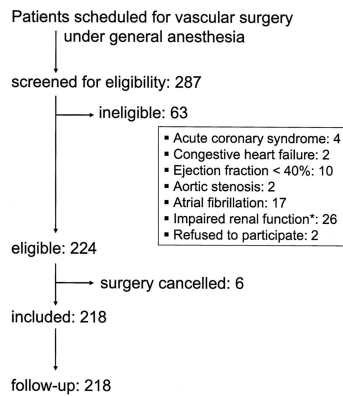 Patients scheduled for vascular surgery
under general anesthesia
screened for eligibility: 287
ineligible: 63
▪ Acute coronary syndrome: 4
▪ Congestive heart failure: 2
▪ Ejection fraction < 40%: 10
▪ Aortic stenosis: 2
▪ Atrial fibrillation: 17
▪ Impaired renal function*: 26
▪ Refused to participate: 2
eligible: 224
surgery cancelled: 6
included: 218
follow-up: 218